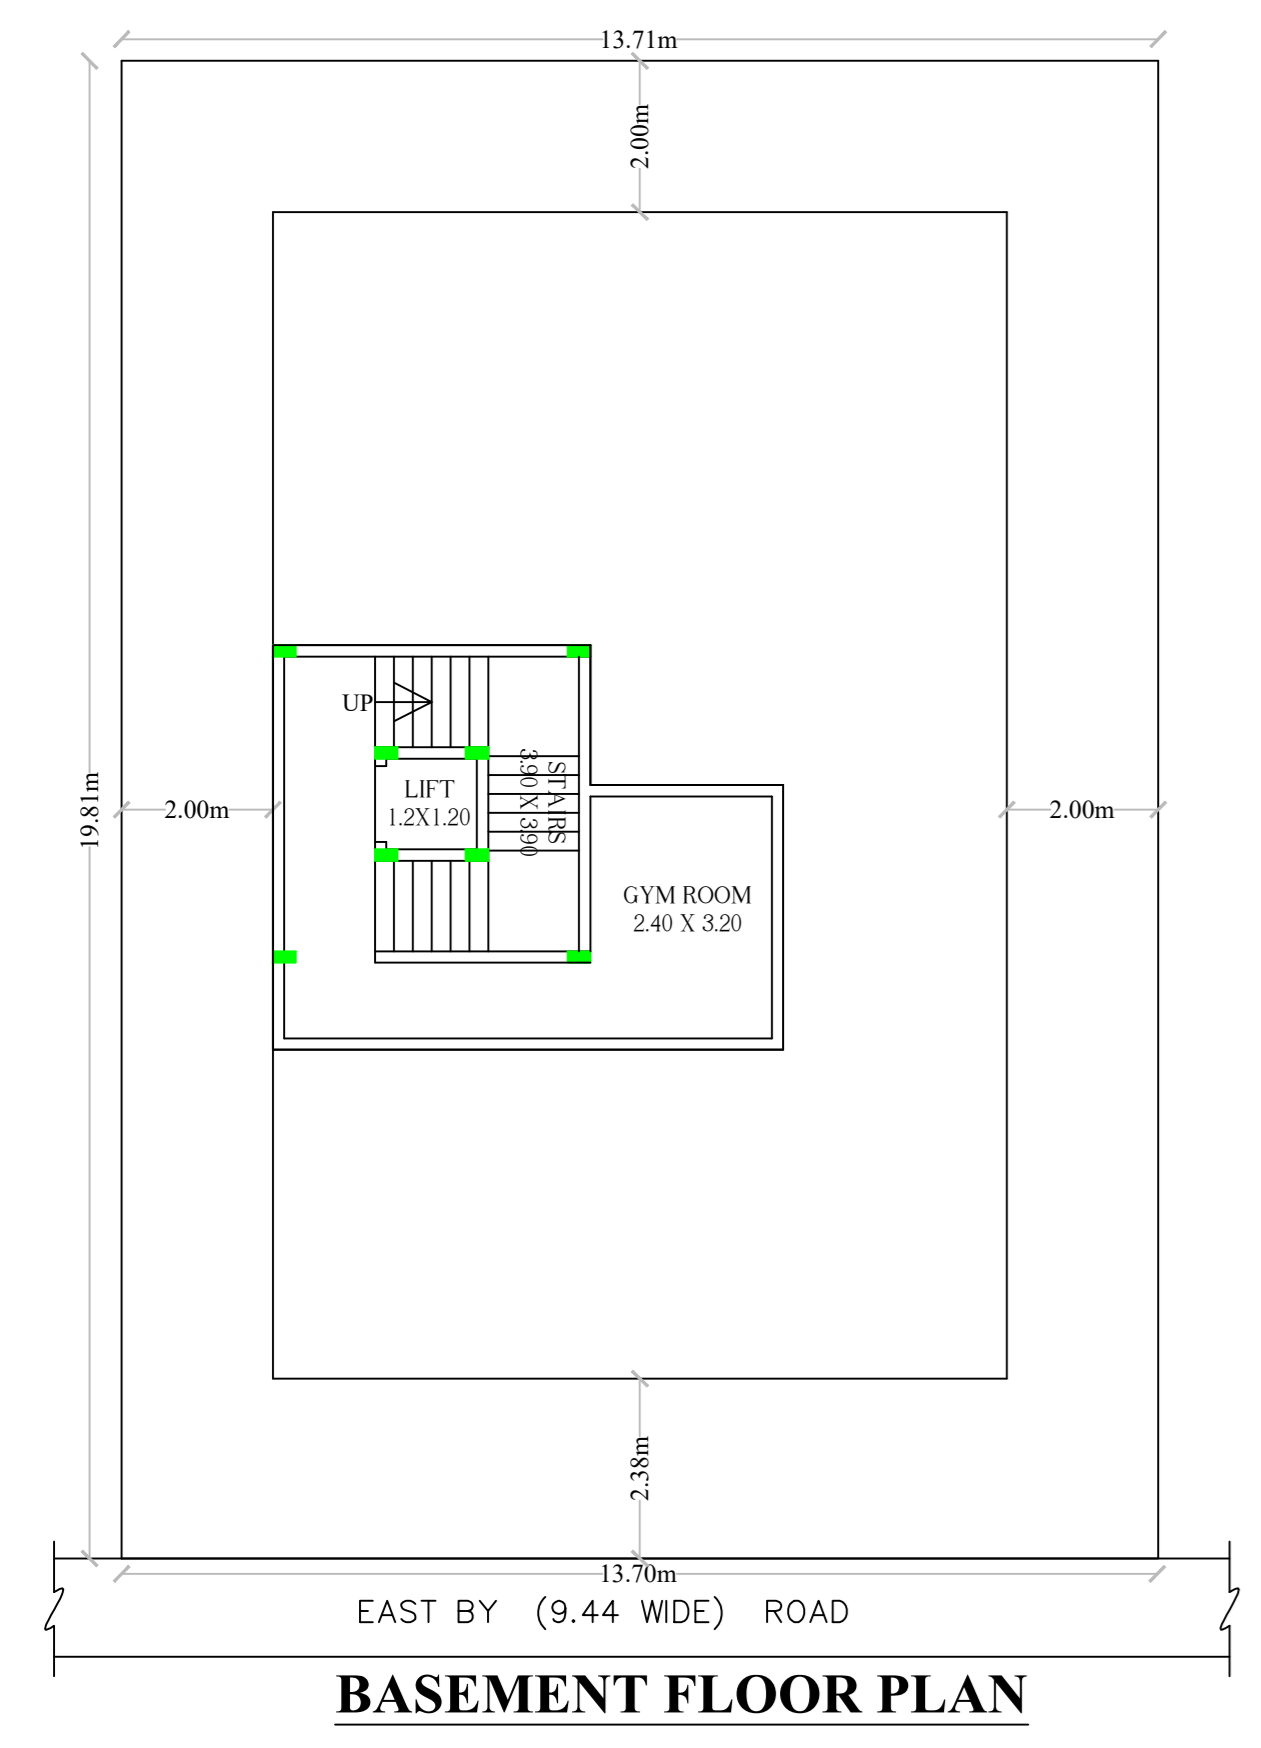 13.71m
2.00m
UP
LIFT
1.2X1.20
STAIRS
3.90 X 3.90
19.81m
2.00m
2.00m
GYM ROOM
2.40 X 3.20
2.38m
13.70m
EAST BY (9.44 WIDE) ROAD
BASEMENT FLOOR PLAN